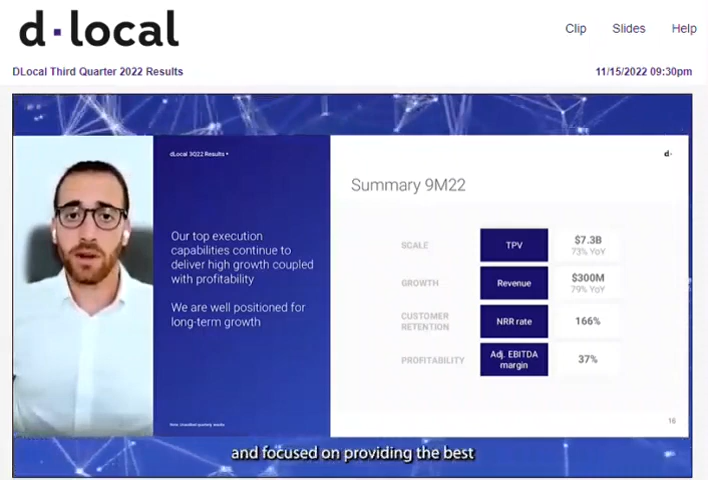 d·local
Clip Slides Help
DLocal Third Quarter 2022 Results
11/15/2022 09:30pm
dLocal 3Q22 Results •
d·
Summary 9M22
Our top execution
capabilities continue to
deliver high growth coupled
with profitability
We are well positioned for
long-term growth
SCALE TPV $7.3B
73% YoY
GROWTH Revenue $300M
79% YoY
CUSTOMER
RETENTION
NRR rate 166%
PROFITABILITY
Adj. EBITDA
margin
37%
16
and focused on providing the best